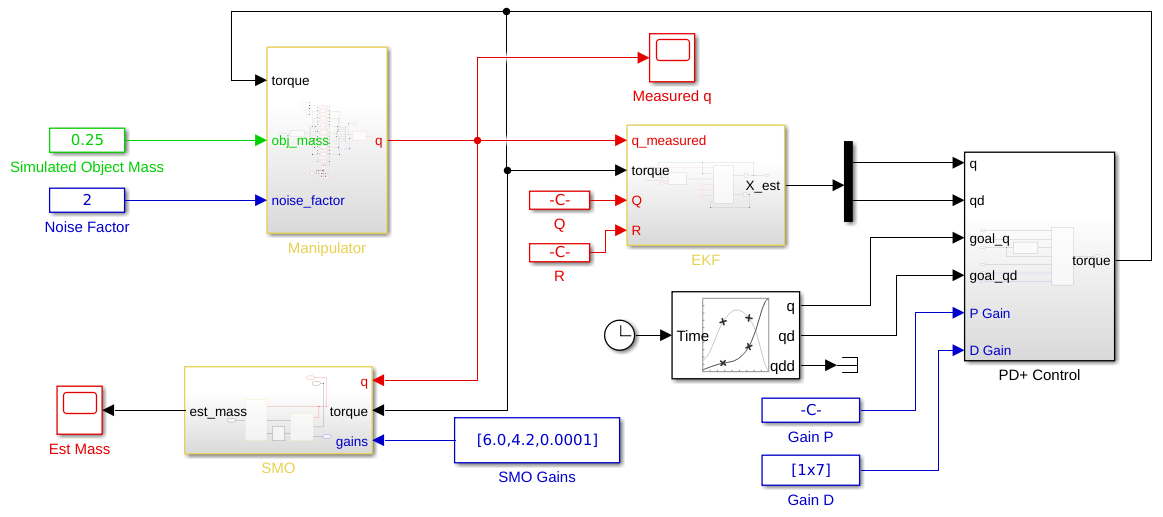 Measured q
torque
obj_mass
noise_factor
q
Manipulator
0.25
Simulated Object Mass
2
Noise Factor
q_measured
torque
Q
R
X_est
EKF
-C-
Q
-C-
R
q
qd
goal_q
goal_qd
P Gain
D Gain
torque
PD+ Control
Time
q
qd
qdd
-C-
Gain P
[1x7]
Gain D
est_mass
q
torque
gains
SMO
Est Mass
[6.0,4.2,0.0001]
SMO Gains